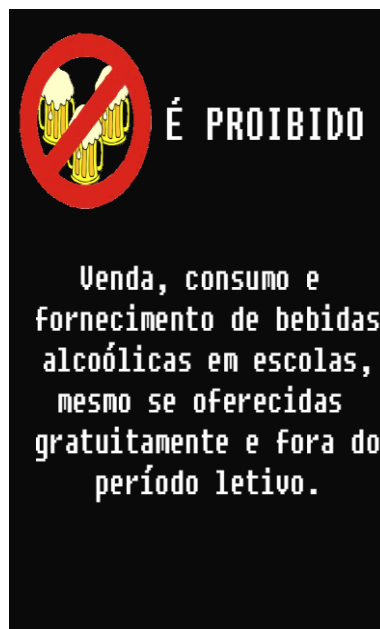 É PROIBIDO
Venda, consumo e
fornecimento de bebidas
alcoólicas em escolas,
mesmo se oferecidas
gratuitamente e fora do
período letivo.